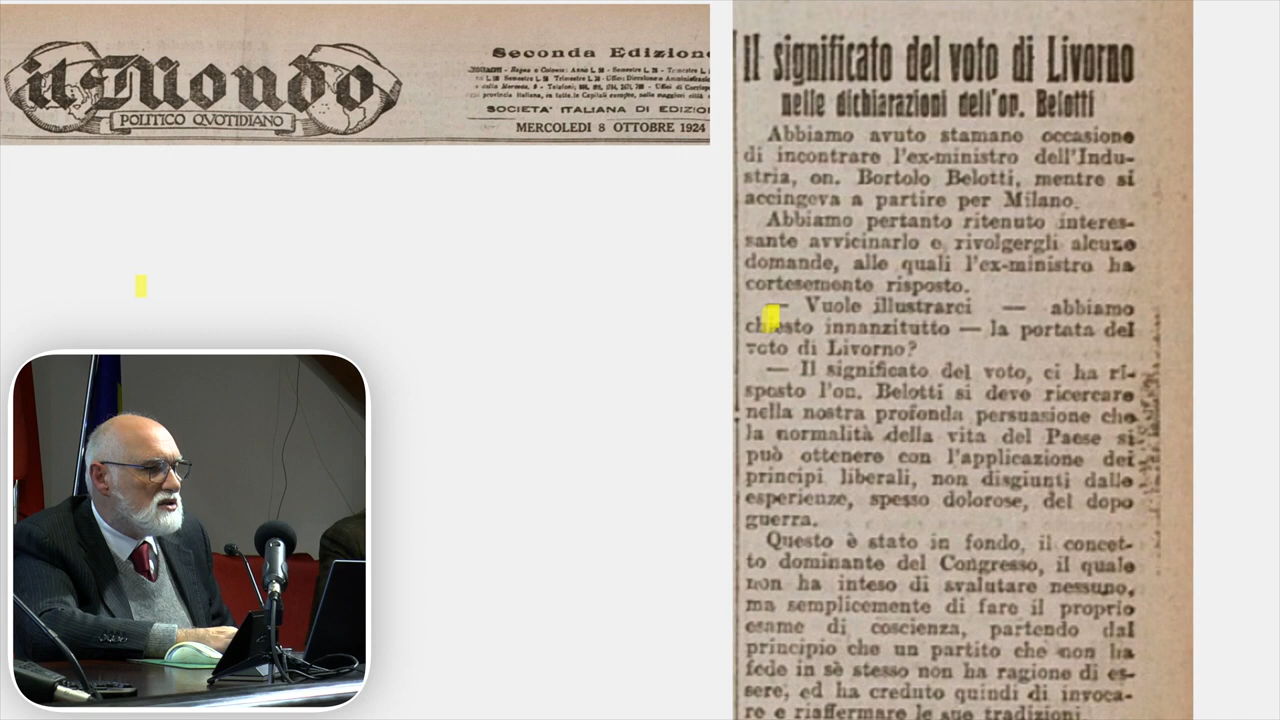 il Mondo
POLITICO QVOTIDIANO
Seconda Edizione
SOCIETA' ITALIANA DI EDIZIO
MERCOLEDI 8 OTTOBRE 1924
Il significato del voto di Livorno
nelle dichiarazioni dell'on. Belotti
Abbiamo avuto stamane occasione
di incontrare l'ex-ministro dell'Indu-
stria, on. Bortolo Belotti, mentre si
accingeva a partire per Milano.
Abbiamo pertanto ritenuto interes-
sante avvicinarlo e rivolgergli alcune
domande, alle quali l'ex-ministro ha
cortesemente risposto.
— Vuole illustrarci — abbiamo
chiesto innanzitutto — la portata del
voto di Livorno?
— Il significato del voto, ci ha ri-
sposto l'on. Belotti si deve ricercare
nella nostra profonda persuasione che
la normalità della vita del Paese si
può ottenere con l'applicazione dei
principi liberali, non disgiunti dalle
esperienze, spesso dolorose, del dopo
guerra.
Questo è stato in fondo, il concet-
to dominante del Congresso, il quale
non ha inteso di svalutare nessuno,
ma semplicemente di fare il proprio
esame di coscienza, partendo dal
principio che un partito che non ha
fede in sè stesso non ha ragione di es-
sere, ed ha creduto quindi di invoca-
re e riaffermare le sue tradizioni